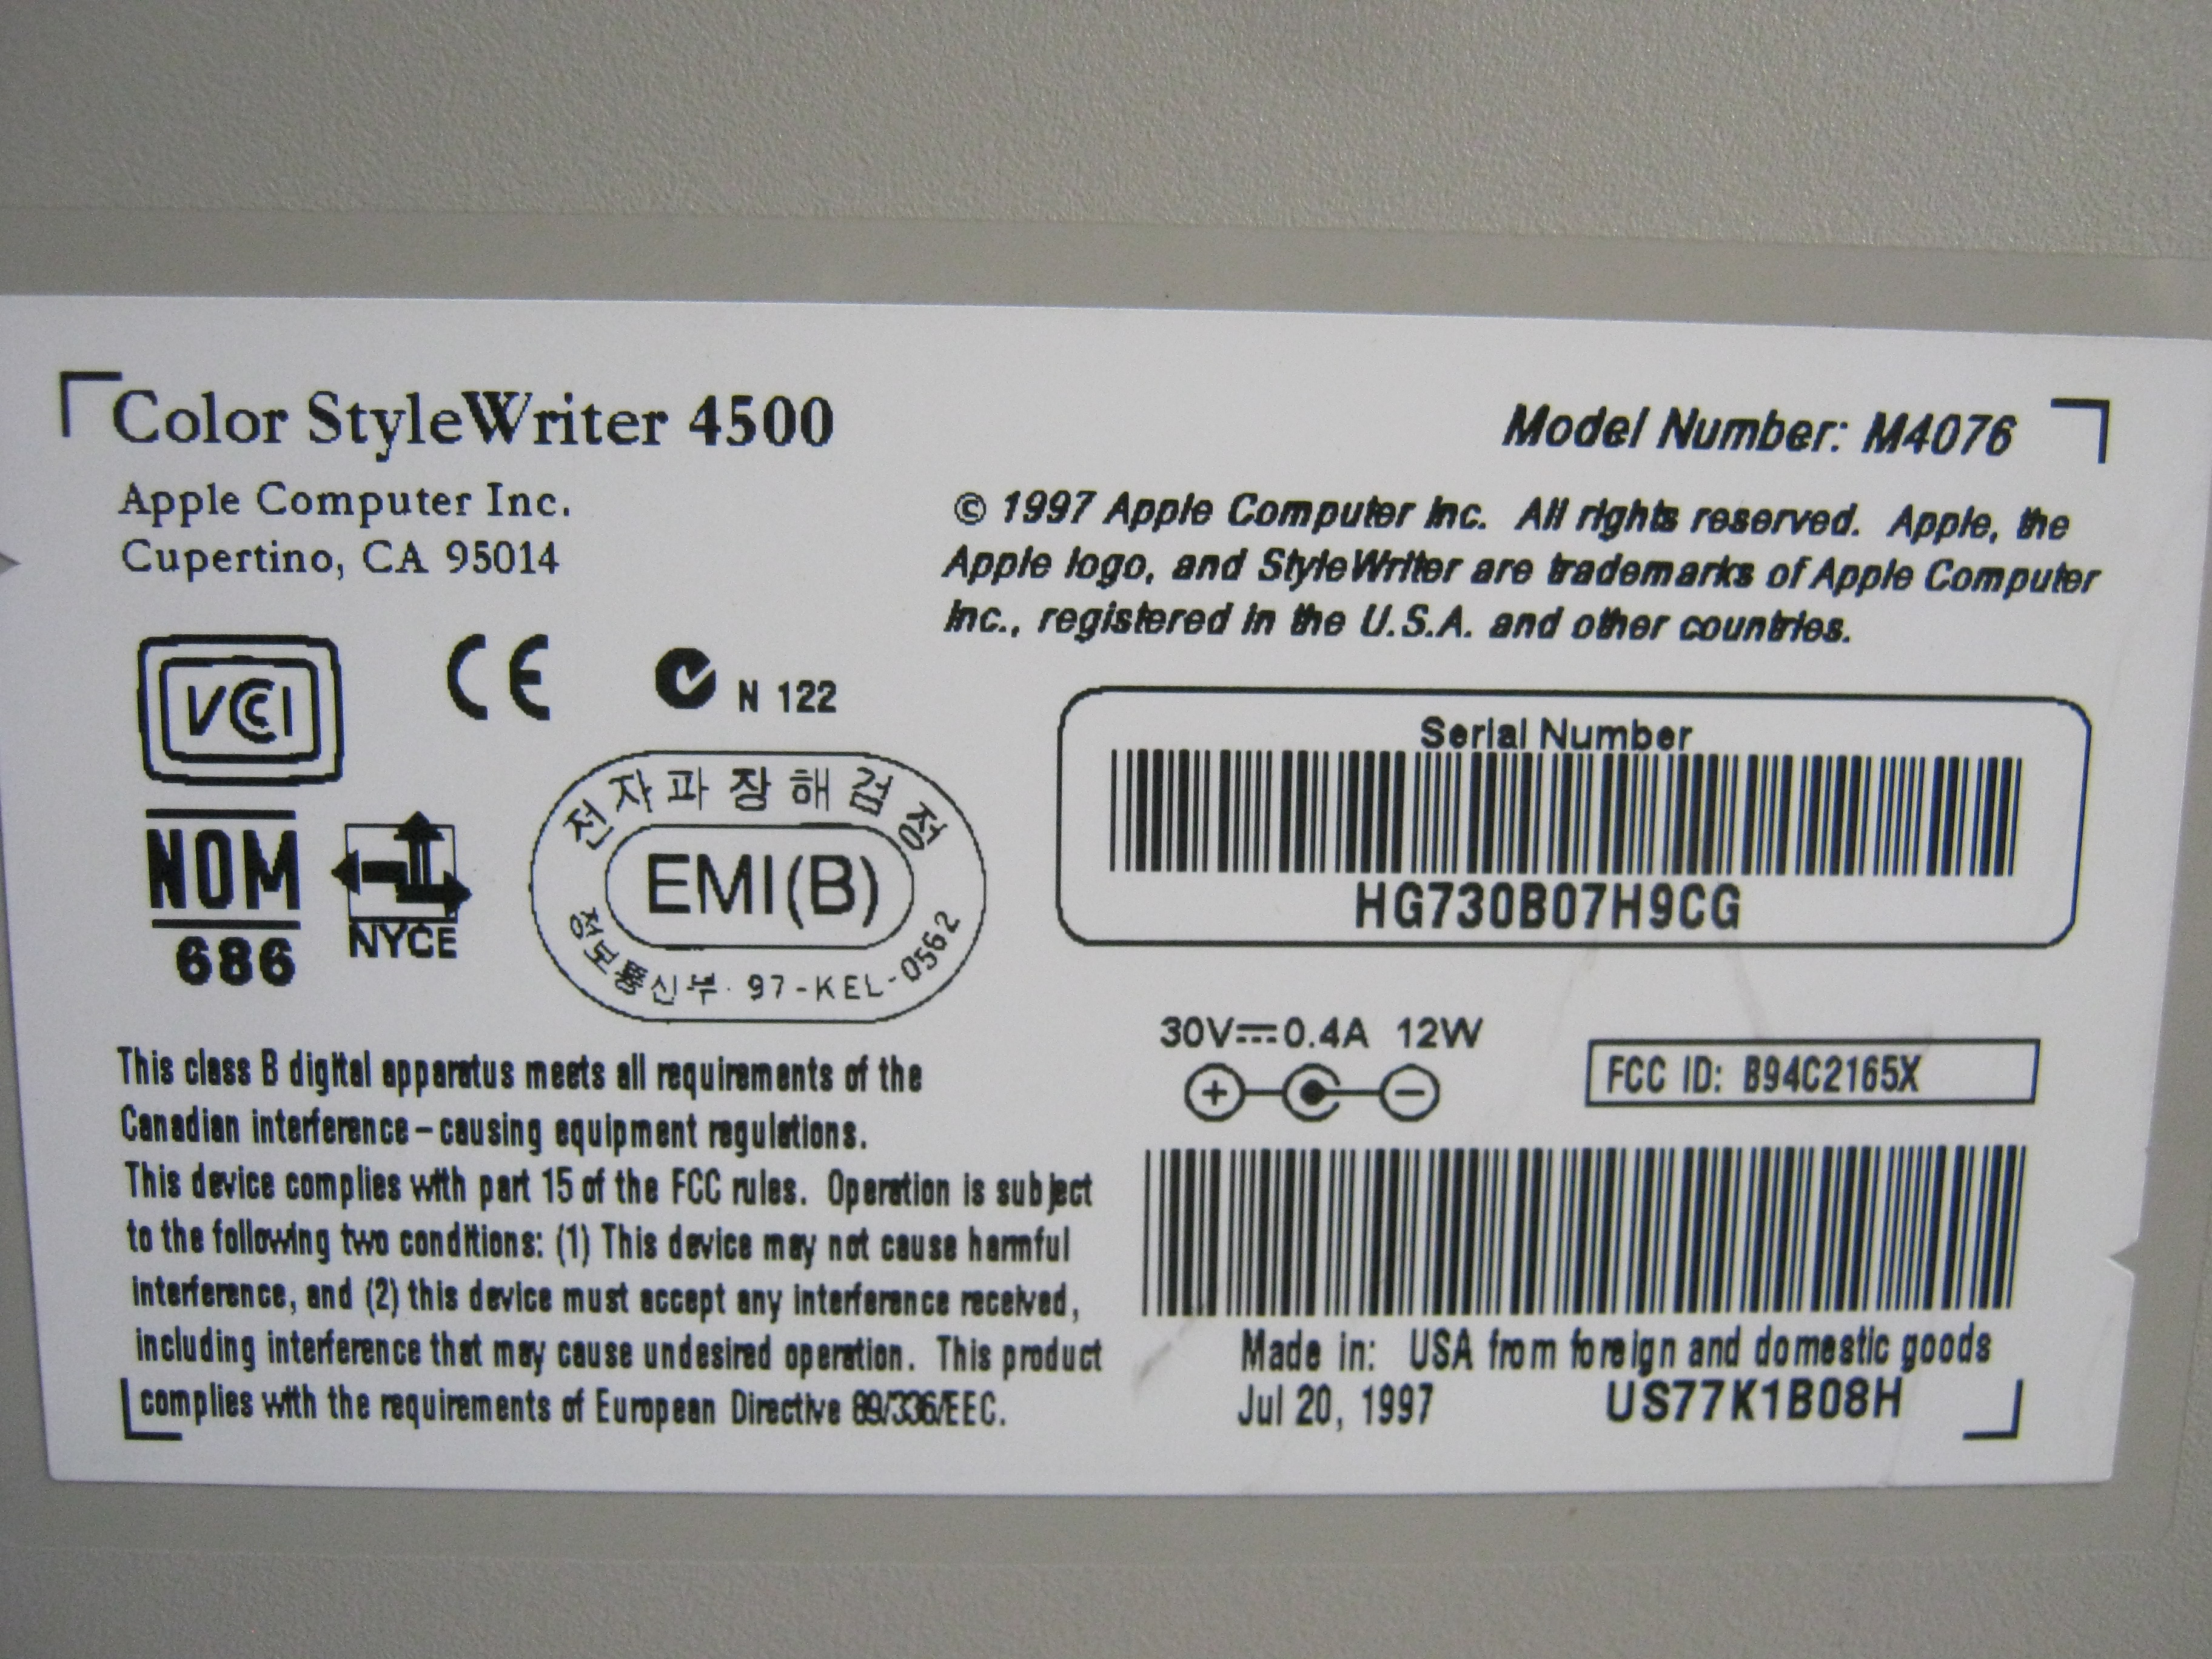 Color StyleWriter 4500
Model Number: M4076
Apple Computer Inc.
Cupertino, CA 95014
© 1997 Apple Computer Inc. All rights reserved. Apple, the
Apple logo, and StyleWriter are trademarks of Apple Computer
Inc., registered in the U.S.A. and other countries.
VCCI
CE
N 122
NOM
686
NYCE
전자파장해검정
EMI(B)
정보통신부 · 97-KEL-0562
Serial Number
HG730B07H9CG
30V⎓0.4A 12W
FCC ID: B94C2165X
This class B digital apparatus meets all requirements of the
Canadian interference-causing equipment regulations.
This device complies with part 15 of the FCC rules. Operation is subject
to the following two conditions: (1) This device may not cause harmful
interference, and (2) this device must accept any interference received,
including interference that may cause undesired operation. This product
complies with the requirements of European Directive 89/336/EEC.
Made in: USA from foreign and domestic goods
Jul 20, 1997 US77K1B08H